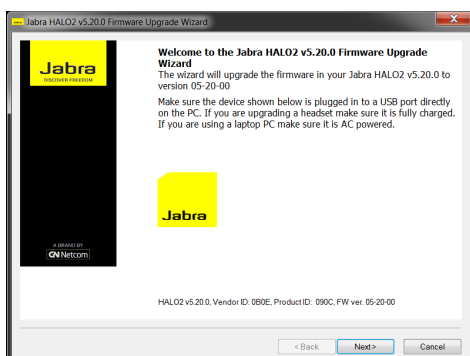 Jabra HALO2 v5.20.0 Firmware Upgrade Wizard
Jabra
DISCOVER FREEDOM
Welcome to the Jabra HALO2 v5.20.0 Firmware Upgrade
Wizard
The wizard will upgrade the firmware in your Jabra HALO2 v5.20.0 to
version 05-20-00
Make sure the device shown below is plugged in to a USB port directly
on the PC. If you are upgrading a headset make sure it is fully charged.
If you are using a laptop PC make sure it is AC powered.
Jabra
A BRAND BY
GN Netcom
HALO2 v5.20.0, Vendor ID: 0B0E, Product ID: 090C, FW ver. 05-20-00
< Back
Next >
Cancel